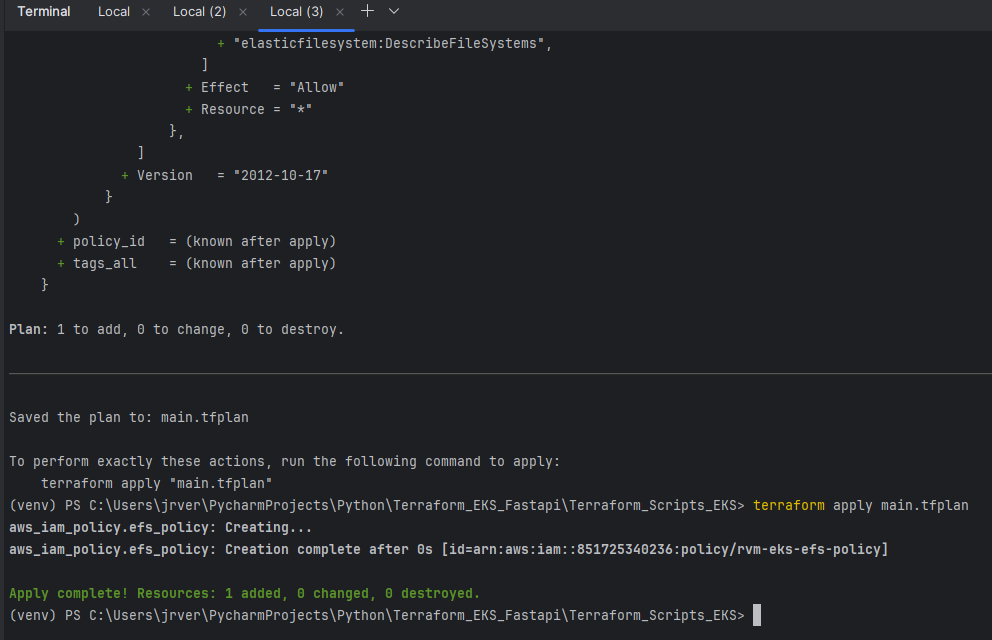 Terminal Local × Local (2) × Local (3) × +
+ "elasticfilesystem:DescribeFileSystems",
]
+ Effect = "Allow"
+ Resource = "*"
},
]
+ Version = "2012-10-17"
}
)
+ policy_id = (known after apply)
+ tags_all = (known after apply)
}
Plan: 1 to add, 0 to change, 0 to destroy.
Saved the plan to: main.tfplan
To perform exactly these actions, run the following command to apply:
terraform apply "main.tfplan"
(venv) PS C:\Users\jrver\PycharmProjects\Python\Terraform_EKS_Fastapi\Terraform_Scripts_EKS> terraform apply main.tfplan
aws_iam_policy.efs_policy: Creating...
aws_iam_policy.efs_policy: Creation complete after 0s [id=arn:aws:iam::851725340236:policy/rvm-eks-efs-policy]
Apply complete! Resources: 1 added, 0 changed, 0 destroyed.
(venv) PS C:\Users\jrver\PycharmProjects\Python\Terraform_EKS_Fastapi\Terraform_Scripts_EKS>